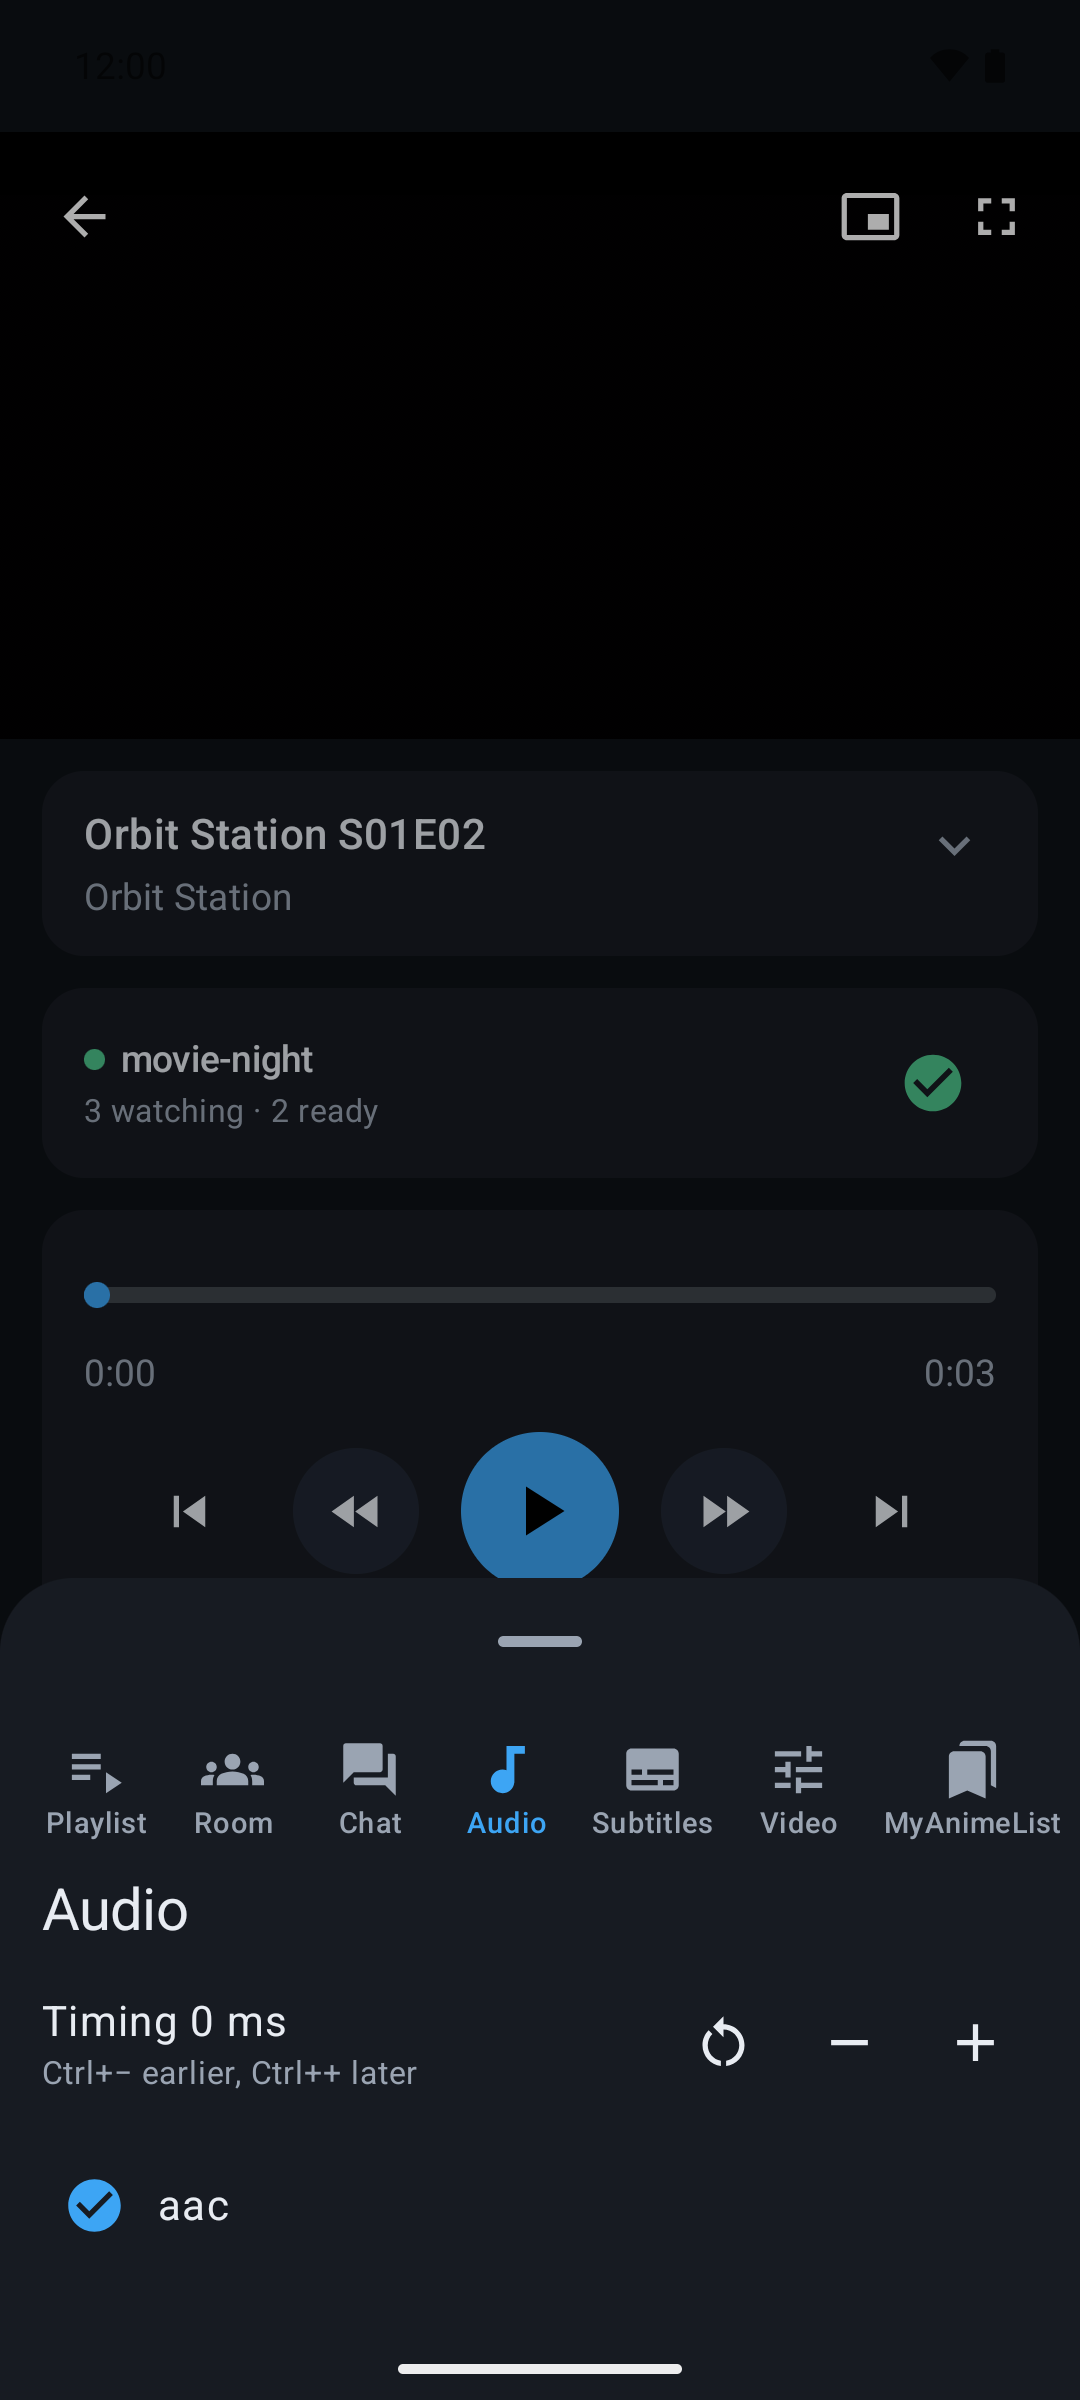 12:00
Orbit Station S01E02
Orbit Station
movie-night
3 watching · 2 ready
0:00
0:03
Playlist
Room
Chat
Audio
Subtitles
Video
MyAnimeList
Audio
Timing 0 ms
Ctrl+− earlier, Ctrl++ later
aac